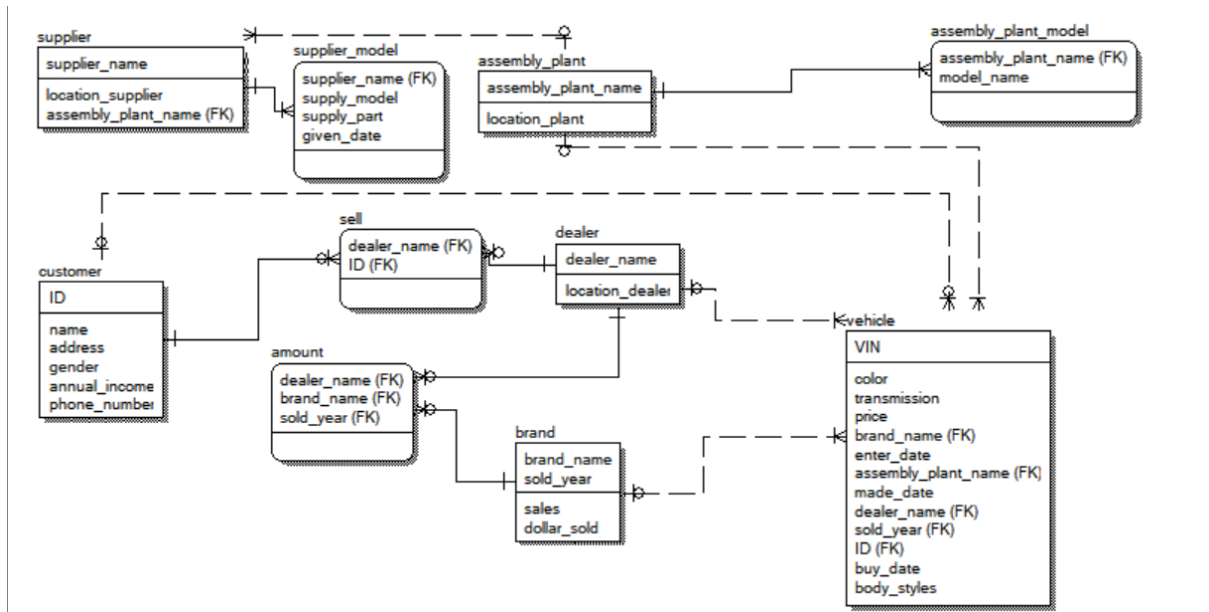 supplier
supplier_name
location_supplier
assembly_plant_name (FK)
supplier_model
supplier_name (FK)
supply_model
supply_part
given_date
assembly_plant
assembly_plant_name
location_plant
assembly_plant_model
assembly_plant_name (FK)
model_name
customer
ID
name
address
gender
annual_income
phone_number
sell
dealer_name (FK)
ID (FK)
dealer
dealer_name
location_dealer
amount
dealer_name (FK)
brand_name (FK)
sold_year (FK)
brand
brand_name
sold_year
sales
dollar_sold
vehicle
VIN
color
transmission
price
brand_name (FK)
enter_date
assembly_plant_name (FK)
made_date
dealer_name (FK)
sold_year (FK)
ID (FK)
buy_date
body_styles